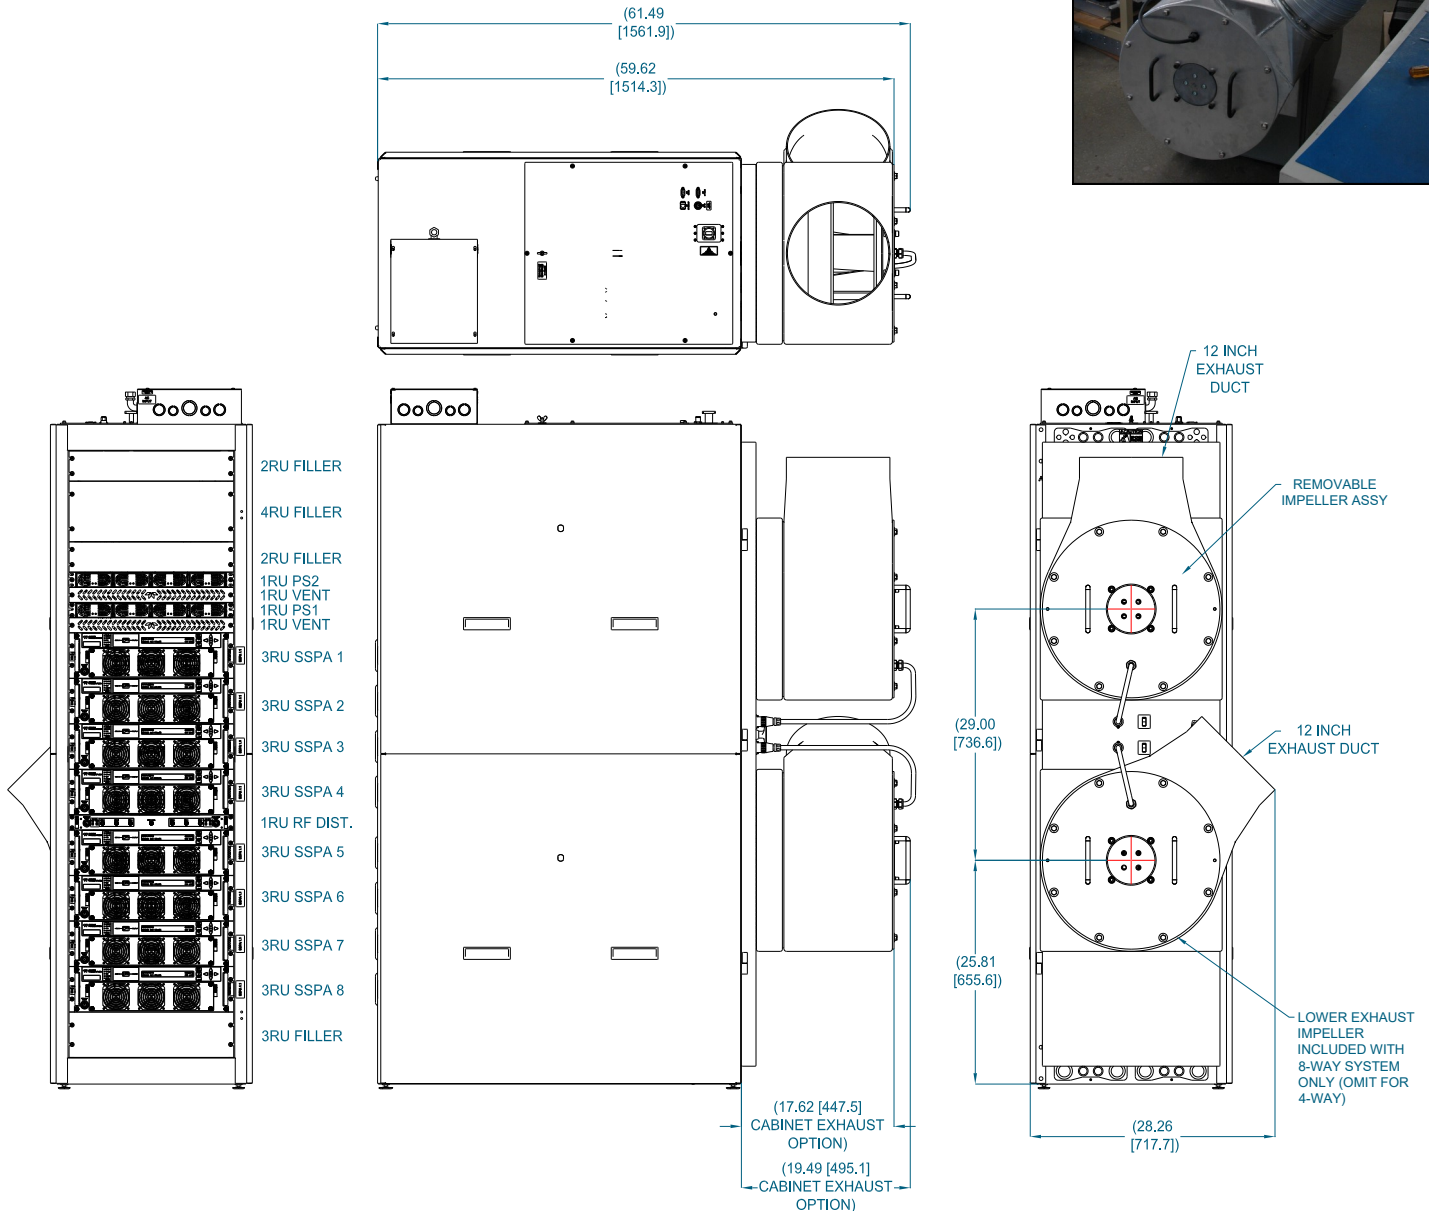 (61.49
[1561.9])
(59.62
[1514.3])
12 INCH
EXHAUST
DUCT
REMOVABLE
IMPELLER ASSY
2RU FILLER
4RU FILLER
2RU FILLER
1RU PS2
1RU VENT
1RU PS1
1RU VENT
3RU SSPA 1
3RU SSPA 2
3RU SSPA 3
3RU SSPA 4
1RU RF DIST.
3RU SSPA 5
3RU SSPA 6
3RU SSPA 7
3RU SSPA 8
3RU FILLER
(29.00
[736.6])
12 INCH
EXHAUST DUCT
(25.81
[655.6])
LOWER EXHAUST
IMPELLER
INCLUDED WITH
8-WAY SYSTEM
ONLY (OMIT FOR
4-WAY)
(17.62 [447.5]
CABINET EXHAUST
OPTION)
(19.49 [495.1]
CABINET EXHAUST
OPTION)
(28.26
[717.7])